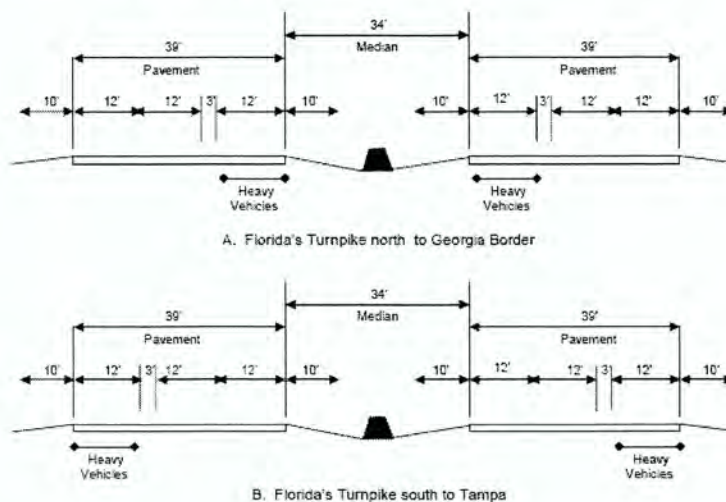 34'
39' Median 39'
Pavement Pavement
10' 12' 12' 3' 12' 10' 10' 12' 3' 12' 12' 10'
Heavy Vehicles Heavy Vehicles
A. Florida's Turnpike north to Georgia Border
34'
39' Median 39'
Pavement Pavement
10' 12' 3' 12' 12' 10' 10' 12' 12' 3' 12' 10'
Heavy Vehicles Heavy Vehicles
B. Florida's Turnpike south to Tampa